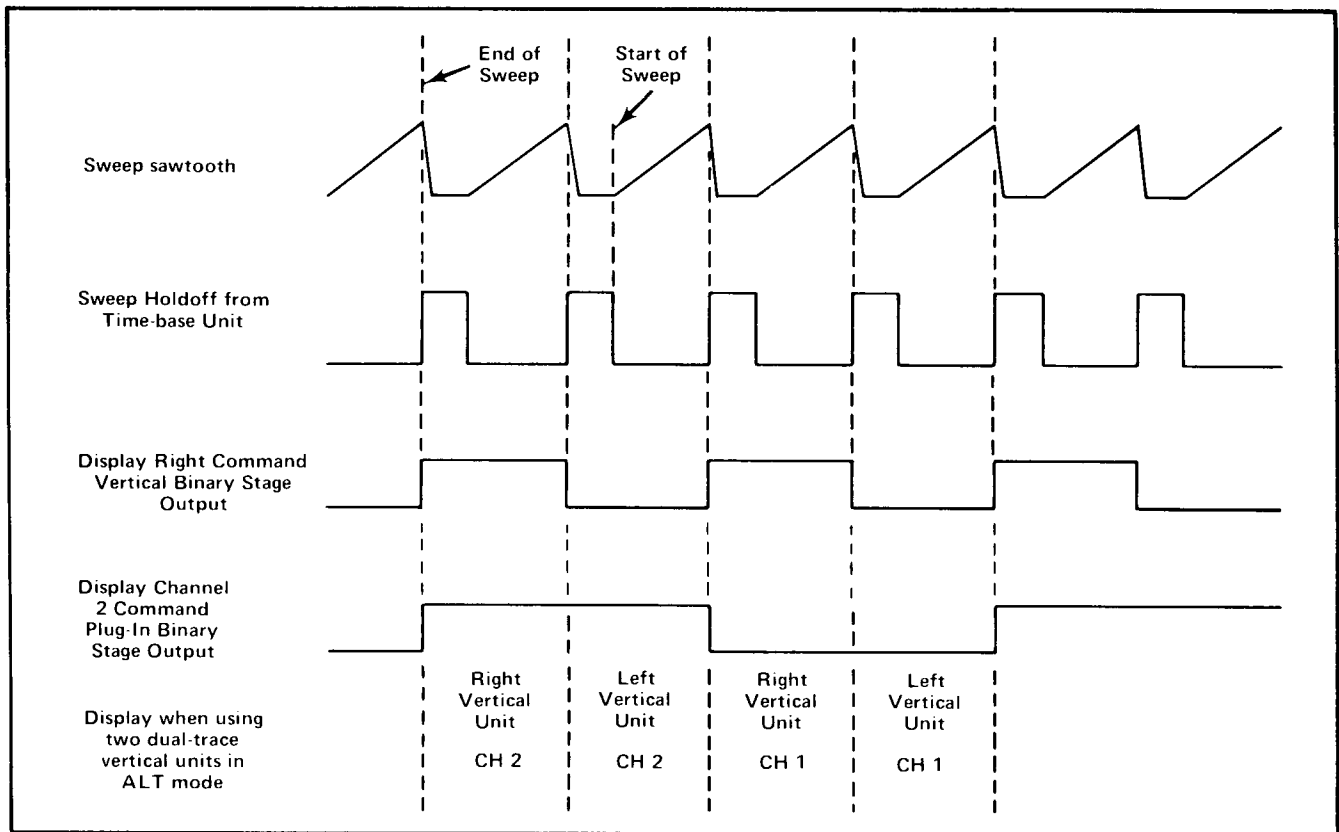 End of
Sweep
Start of
Sweep
Sweep sawtooth
Sweep Holdoff from
Time-base Unit
Display Right Command
Vertical Binary Stage
Output
Display Channel
2 Command
Plug-In Binary
Stage Output
Display when using
two dual-trace
vertical units in
ALT mode
Right
Vertical
Unit
CH 2
Left
Vertical
Unit
CH 2
Right
Vertical
Unit
CH 1
Left
Vertical
Unit
CH 1